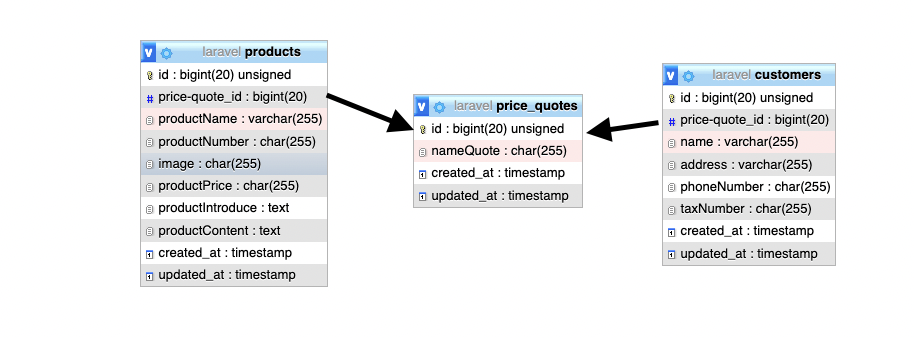 laravel products
id : bigint(20) unsigned
price-quote_id : bigint(20)
productName : varchar(255)
productNumber : char(255)
image : char(255)
productPrice : char(255)
productIntroduce : text
productContent : text
created_at : timestamp
updated_at : timestamp
laravel price_quotes
id : bigint(20) unsigned
nameQuote : char(255)
created_at : timestamp
updated_at : timestamp
laravel customers
id : bigint(20) unsigned
price-quote_id : bigint(20)
name : varchar(255)
address : varchar(255)
phoneNumber : char(255)
taxNumber : char(255)
created_at : timestamp
updated_at : timestamp